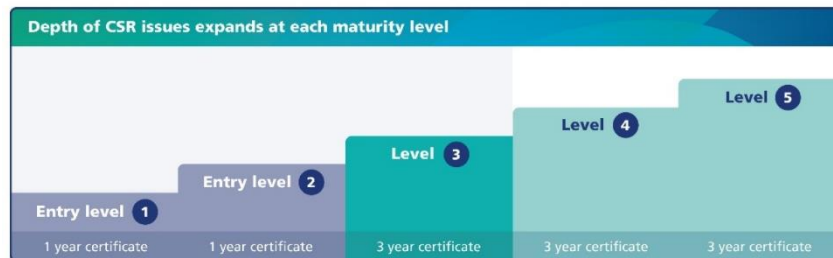 Depth of CSR issues expands at each maturity level
Entry level 1
Entry level 2
Level 3
Level 4
Level 5
1 year certificate
1 year certificate
3 year certificate
3 year certificate
3 year certificate